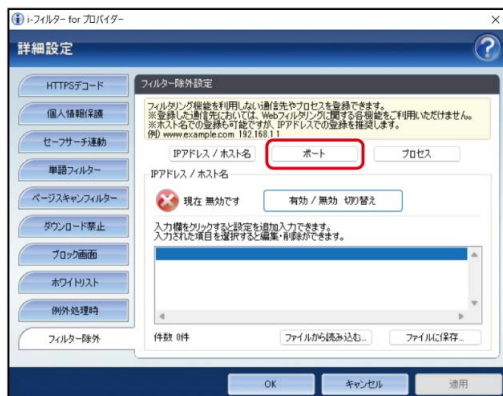 i-フィルター for プロバイダー
詳細設定
HTTPSデコード
個人情報保護
セーフサーチ連動
単語フィルター
ページスキャンフィルター
ダウンロード禁止
ブロック画面
ホワイトリスト
例外処理時
フィルター除外
フィルター除外設定
フィルタリング機能を利用しない通信先やプロセスを登録できます。
※登録した通信先においては、Webフィルタリングに関する各機能をご利用いただけません。
※ホスト名での登録も可能ですが、IPアドレスでの登録を推奨します。
例) www.example.com 192.168.1.1
IPアドレス / ホスト名
ポート
プロセス
IPアドレス / ホスト名
現在 無効です
有効 / 無効 切り替え
入力欄をクリックすると設定を追加入力できます。
入力された項目を選択すると編集・削除ができます。
件数 0件
ファイルから読み込む...
ファイルに保存...
OK
キャンセル
適用